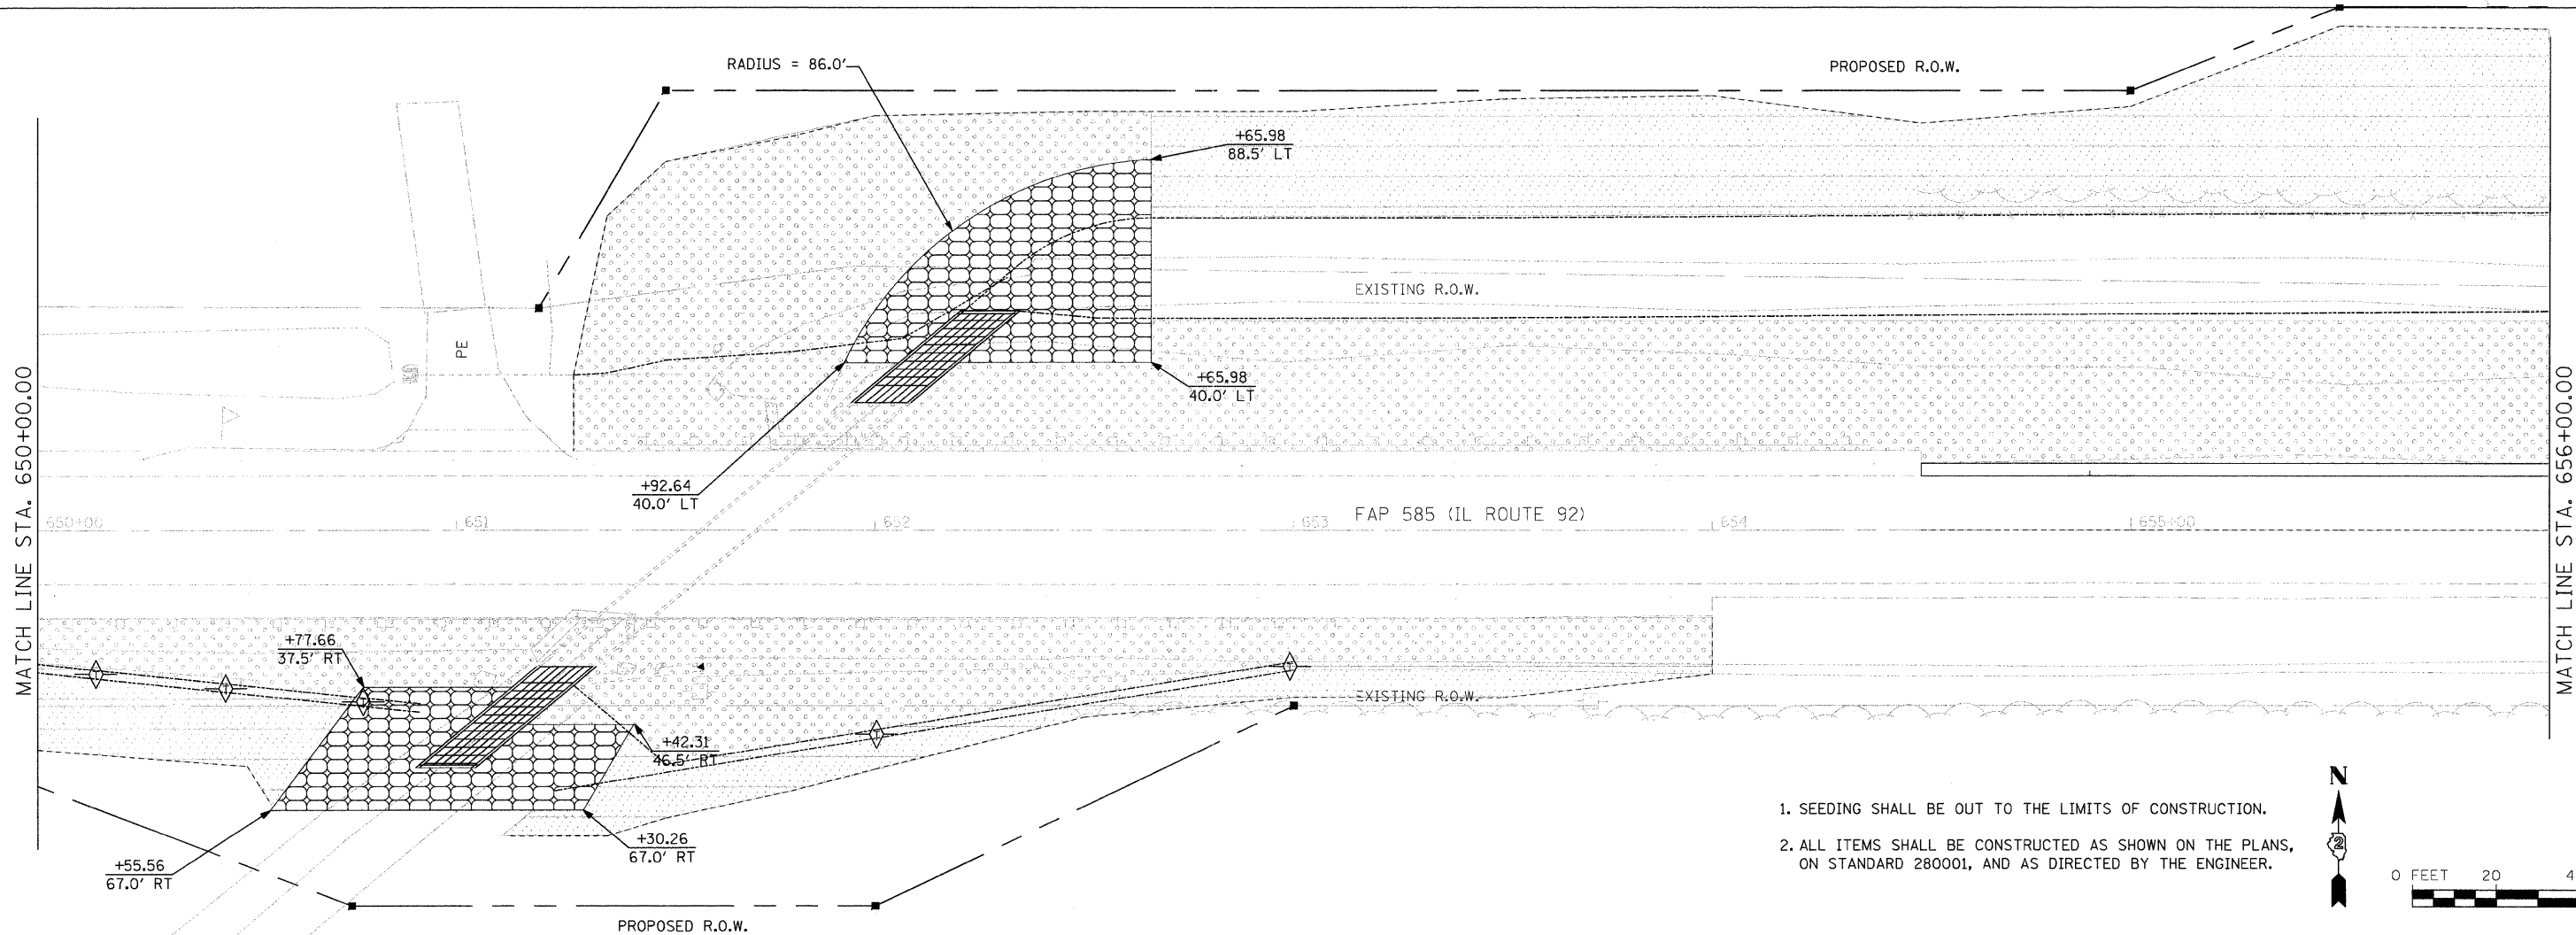 RADIUS = 86.0'
PROPOSED R.O.W.
+65.98
88.5' LT
EXISTING R.O.W.
PE
+65.98
40.0' LT
MATCH LINE STA. 650+00.00
MATCH LINE STA. 656+00.00
+92.64
40.0' LT
650+00
651
652
653
FAP 585 (IL ROUTE 92)
654
655+00
+77.66
37.5' RT
EXISTING R.O.W.
+42.31
46.5' RT
+30.26
67.0' RT
+55.56
67.0' RT
PROPOSED R.O.W.
1. SEEDING SHALL BE OUT TO THE LIMITS OF CONSTRUCTION.
2. ALL ITEMS SHALL BE CONSTRUCTED AS SHOWN ON THE PLANS,
ON STANDARD 280001, AND AS DIRECTED BY THE ENGINEER.
N
2
0 FEET 20 4